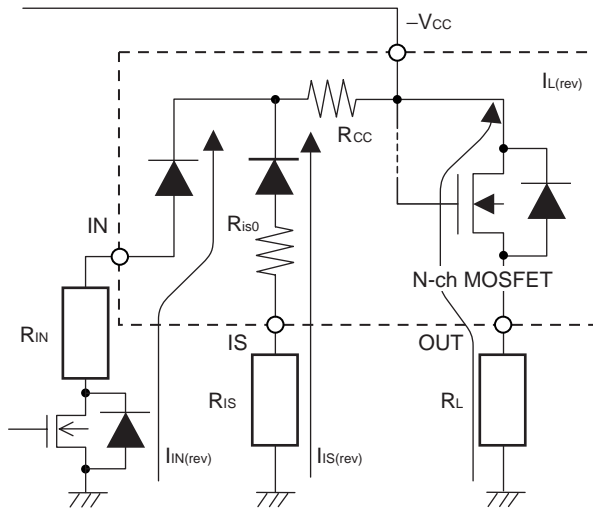 –VCC
IL(rev)
RCC
Ris0
IN
N-ch MOSFET
RIN
IS
OUT
RIS
RL
IIN(rev)
IIS(rev)